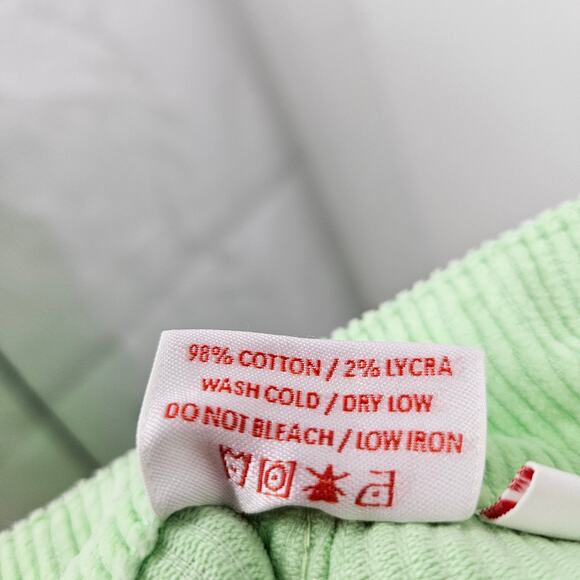 98% COTTON / 2% LYCRA
WASH COLD / DRY LOW
DO NOT BLEACH / LOW IRON